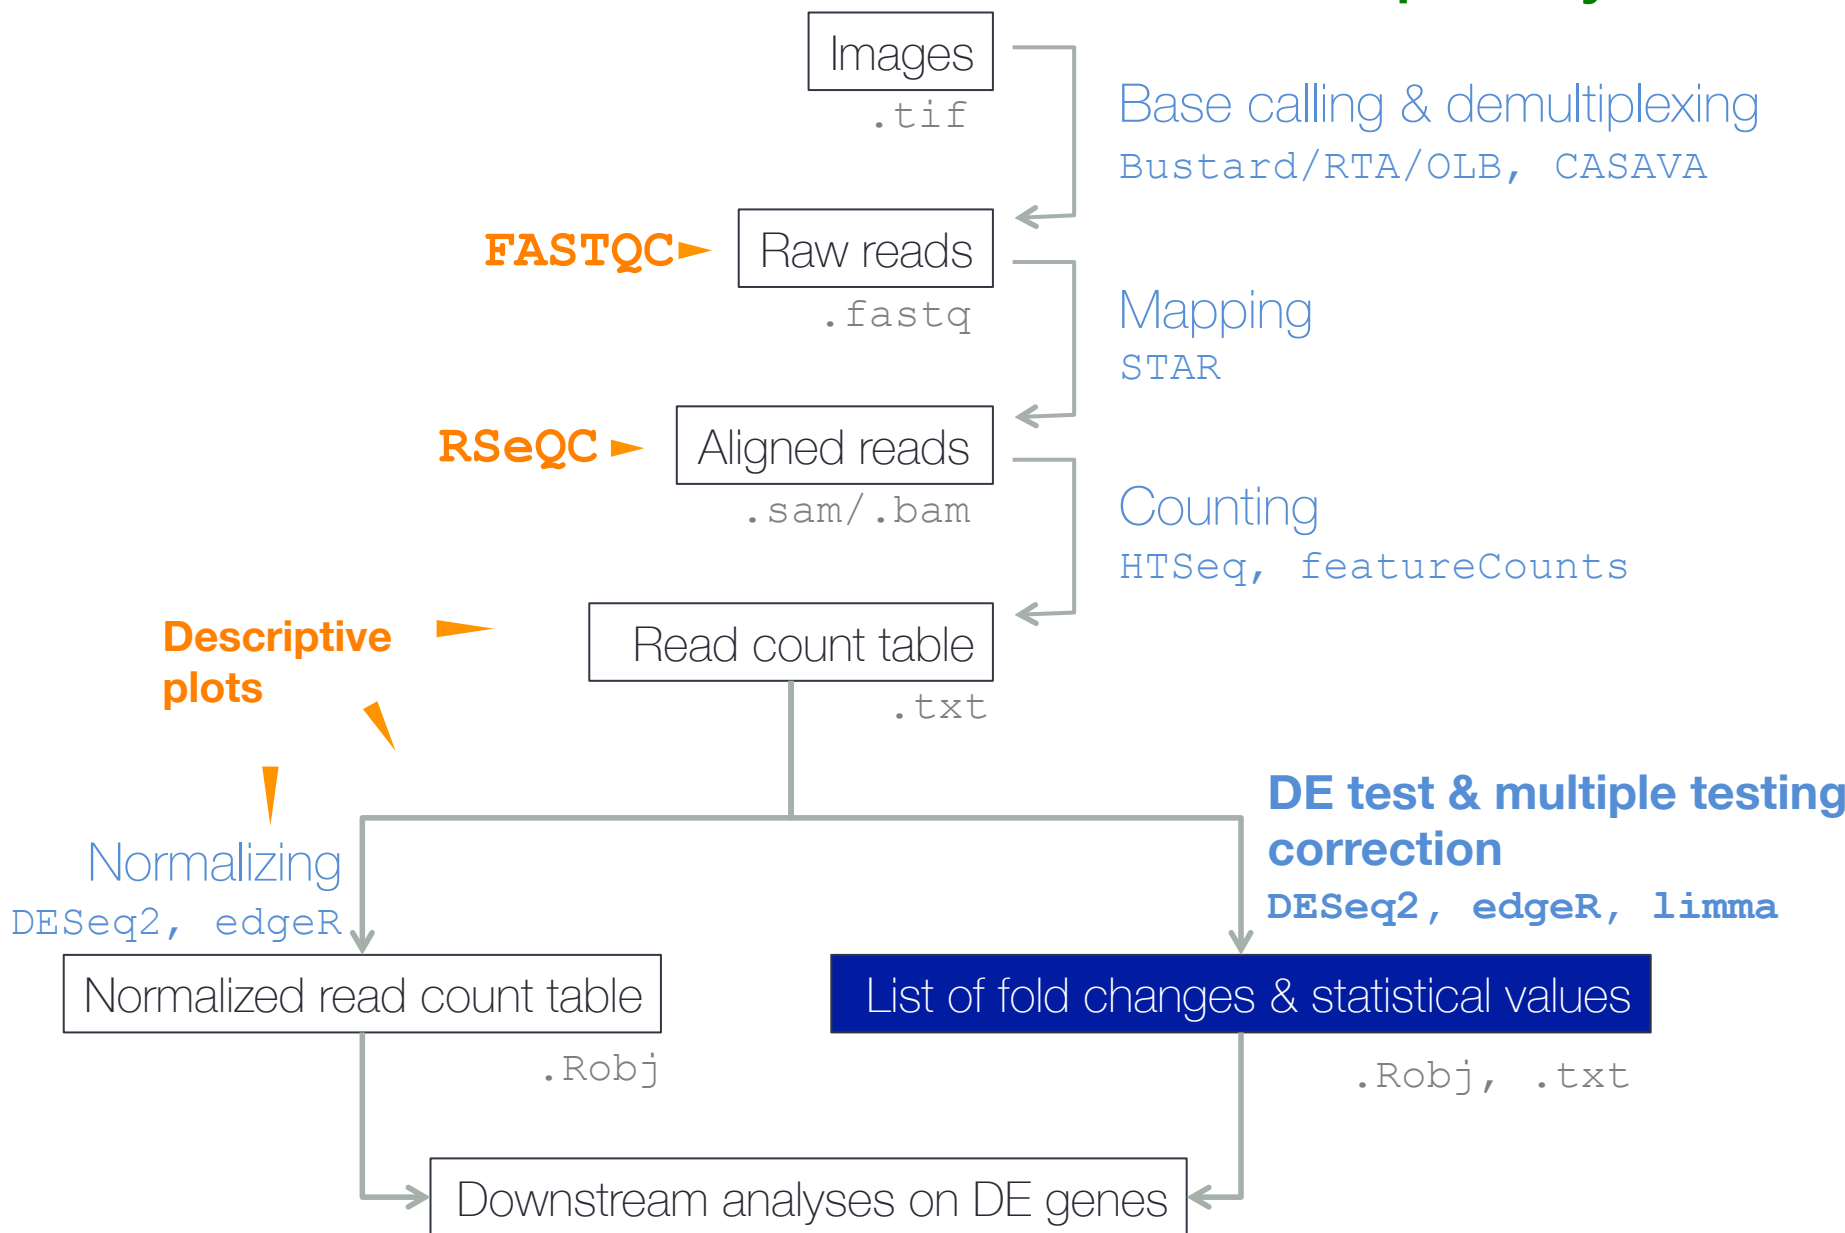 Images
.tif
Base calling & demultiplexing
Bustard/RTA/OLB, CASAVA
FASTQC
Raw reads
.fastq
Mapping
STAR
RSeQC
Aligned reads
.sam/.bam
Counting
HTSeq, featureCounts
Descriptive
plots
Read count table
.txt
Normalizing
DESeq2, edgeR
DE test & multiple testing
correction
DESeq2, edgeR, limma
Normalized read count table
.Robj
List of fold changes & statistical values
.Robj, .txt
Downstream analyses on DE genes